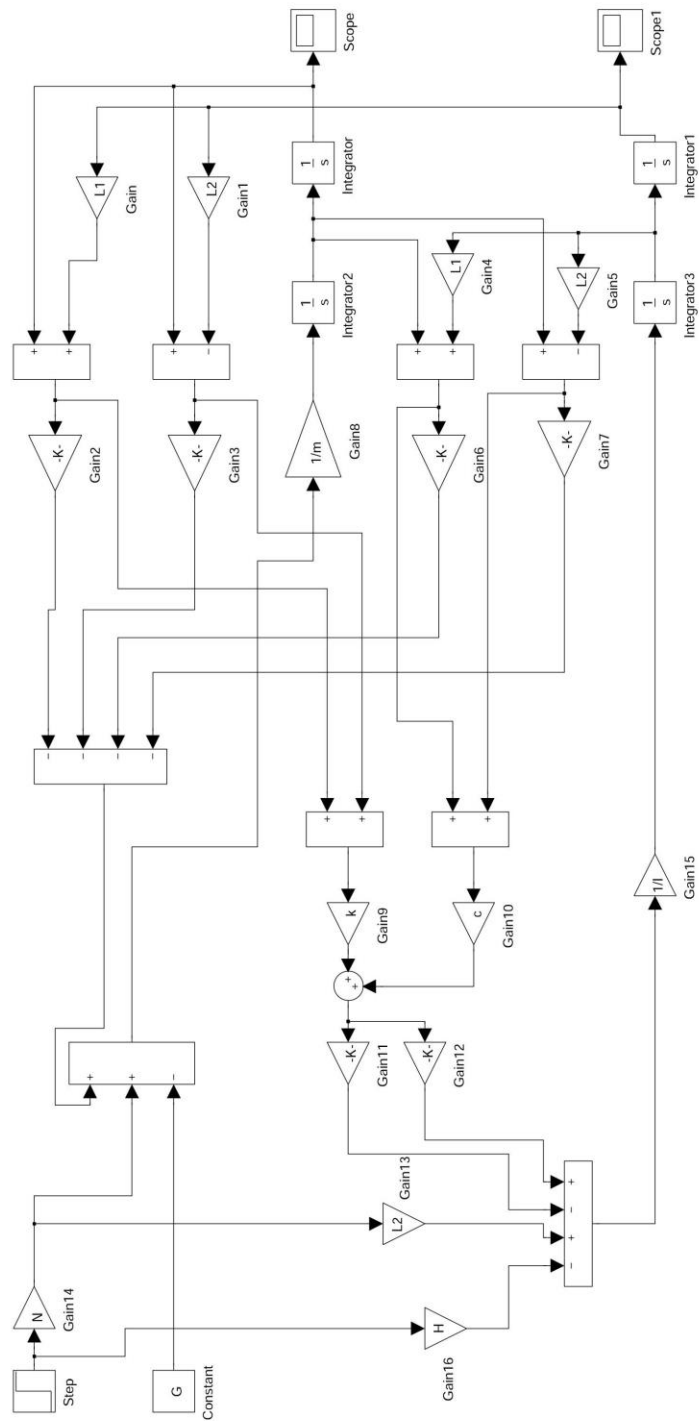 Step
N
Gain14
G
Constant
+
+
−
−
−
−
−
-K-
Gain2
+
+
L1
Gain
-K-
Gain3
+
−
L2
Gain1
1/m
Gain8
1
s
Integrator2
1
s
Integrator
Scope
+
+
k
Gain9
+
+
-K-
Gain11
-K-
Gain12
L2
Gain13
H
Gain16
+
+
c
Gain10
-K-
Gain6
+
+
L1
Gain4
-K-
Gain7
+
−
L2
Gain5
−
+
−
+
1/I
Gain15
1
s
Integrator3
1
s
Integrator1
Scope1